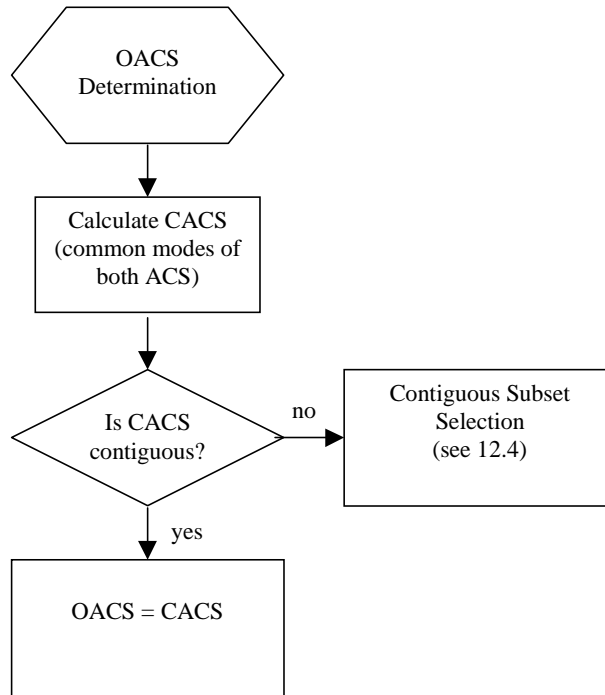 OACS
Determination
Calculate CACS
(common modes of
both ACS)
Is CACS
contiguous?
no
Contiguous Subset
Selection
(see 12.4)
yes
OACS = CACS